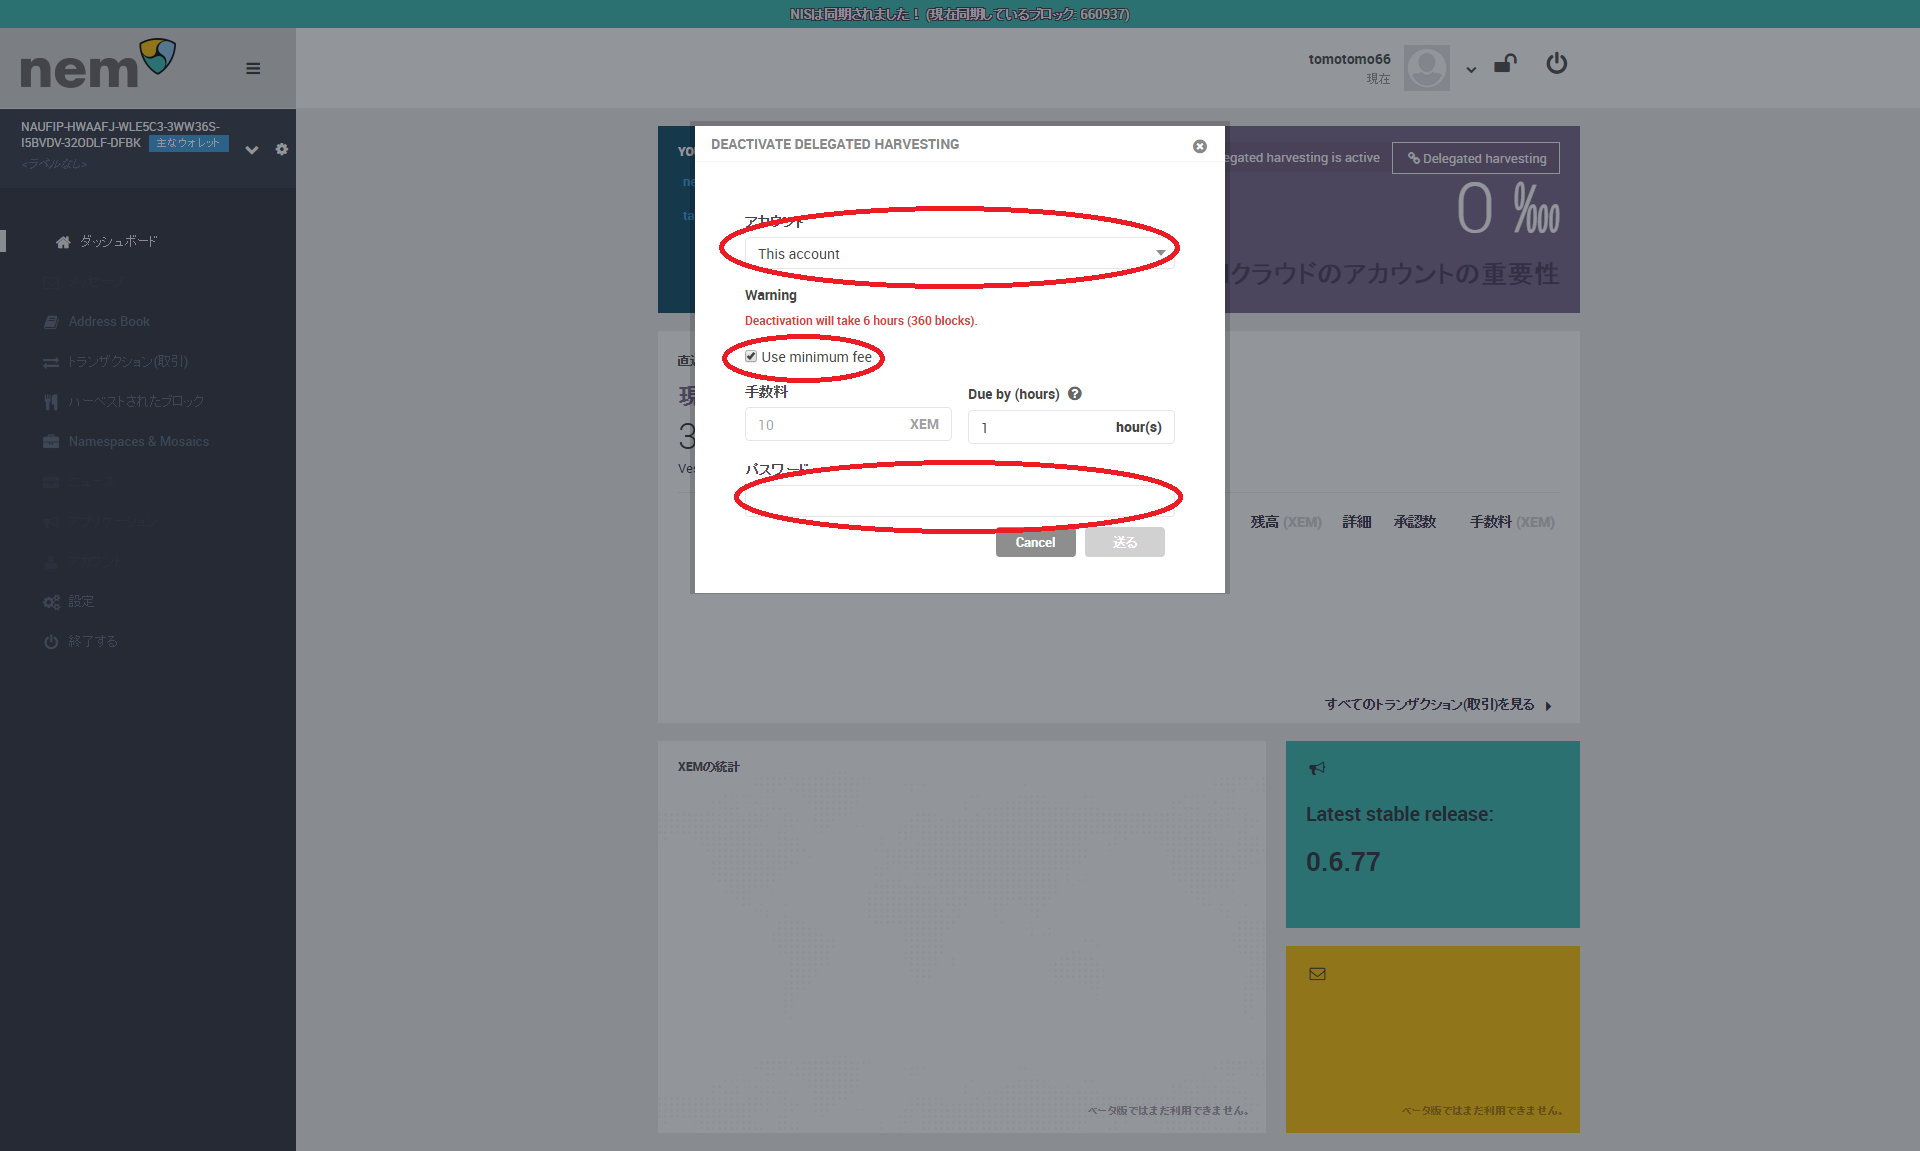 NISは同期されました！ (現在同期しているブロック: 660937)
nem
tomotomo66
現在
NAUFIP-HWAAFJ-WLE5C3-3WW36S-
I5BVDV-32ODLF-DFBK 主なウォレット
<ラベルなし>
ダッシュボード
Address Book
トランザクション(取引)
ハーベストされたブロック
Namespaces & Mosaics
設定
終了する
YO
ne
ta
egated harvesting is active
Delegated harvesting
0 ‱
クラウドのアカウントの重要性
DEACTIVATE DELEGATED HARVESTING
アカウント
This account
Warning
Deactivation will take 6 hours (360 blocks).
Use minimum fee
手数料
Due by (hours)
10 XEM
1 hour(s)
パスワード
Cancel
送る
直近
現
3
Ves
残高 (XEM) 詳細 承認数 手数料 (XEM)
すべてのトランザクション(取引)を見る
XEMの統計
ベータ版ではまだ利用できません。
Latest stable release:
0.6.77
ベータ版ではまだ利用できません。